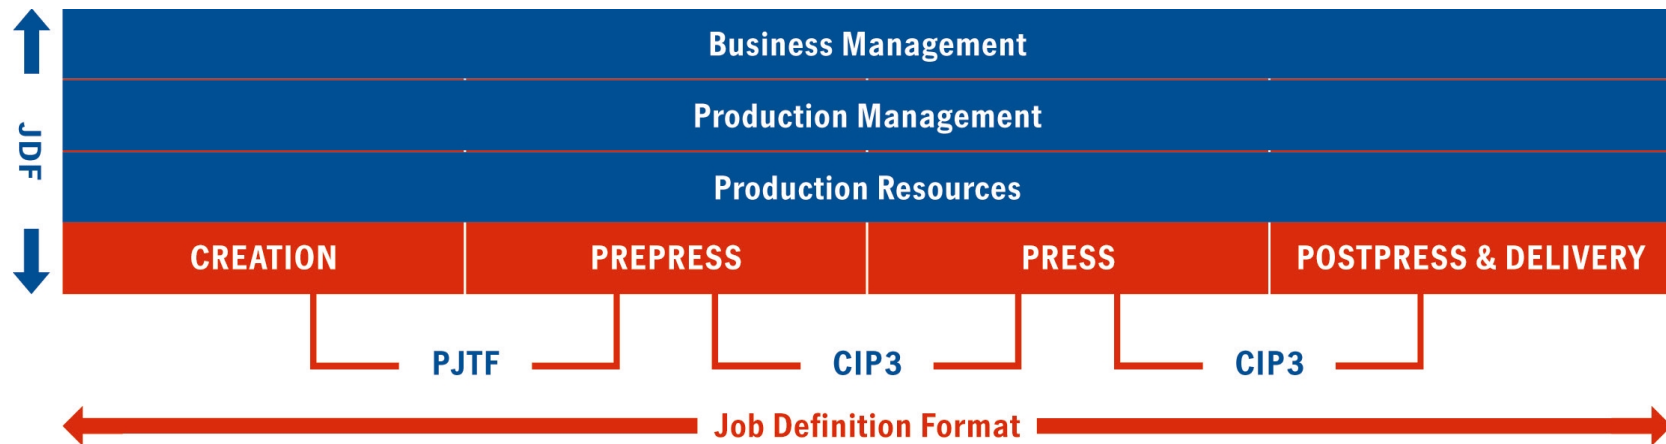 Business Management
Production Management
JDF
Production Resources
CREATION PREPRESS PRESS POSTPRESS & DELIVERY
PJTF CIP3 CIP3
Job Definition Format